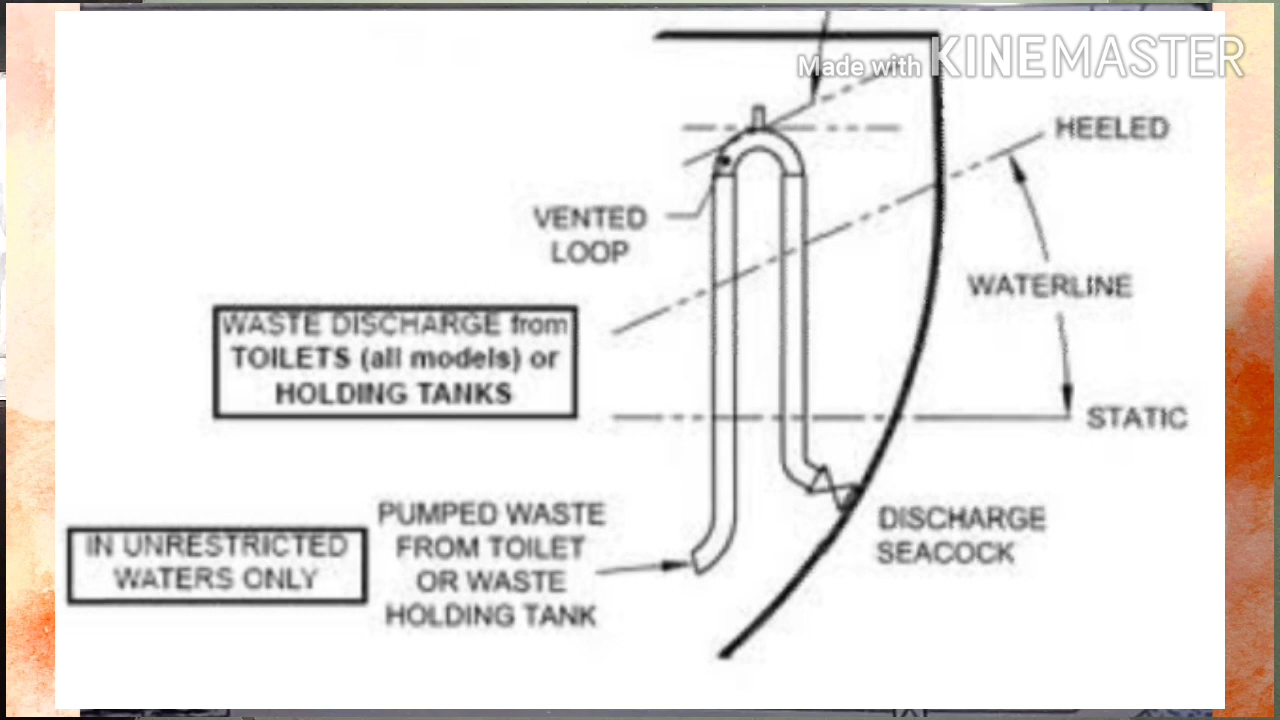 Made with KINEMASTER
HEELED
VENTED
LOOP
WATERLINE
WASTE DISCHARGE from
TOILETS (all models) or
HOLDING TANKS
STATIC
PUMPED WASTE
FROM TOILET
OR WASTE
HOLDING TANK
IN UNRESTRICTED
WATERS ONLY
DISCHARGE
SEACOCK